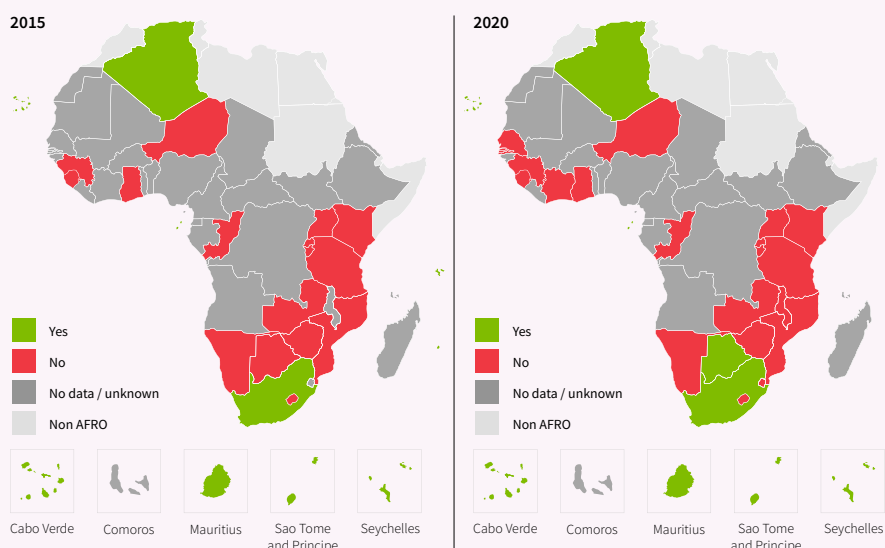 2015
Yes
No
No data / unknown
Non AFRO
Cabo Verde
Comoros
Mauritius
Sao Tome
and Principe
Seychelles
2020
Yes
No
No data / unknown
Non AFRO
Cabo Verde
Comoros
Mauritius
Sao Tome
and Principe
Seychelles